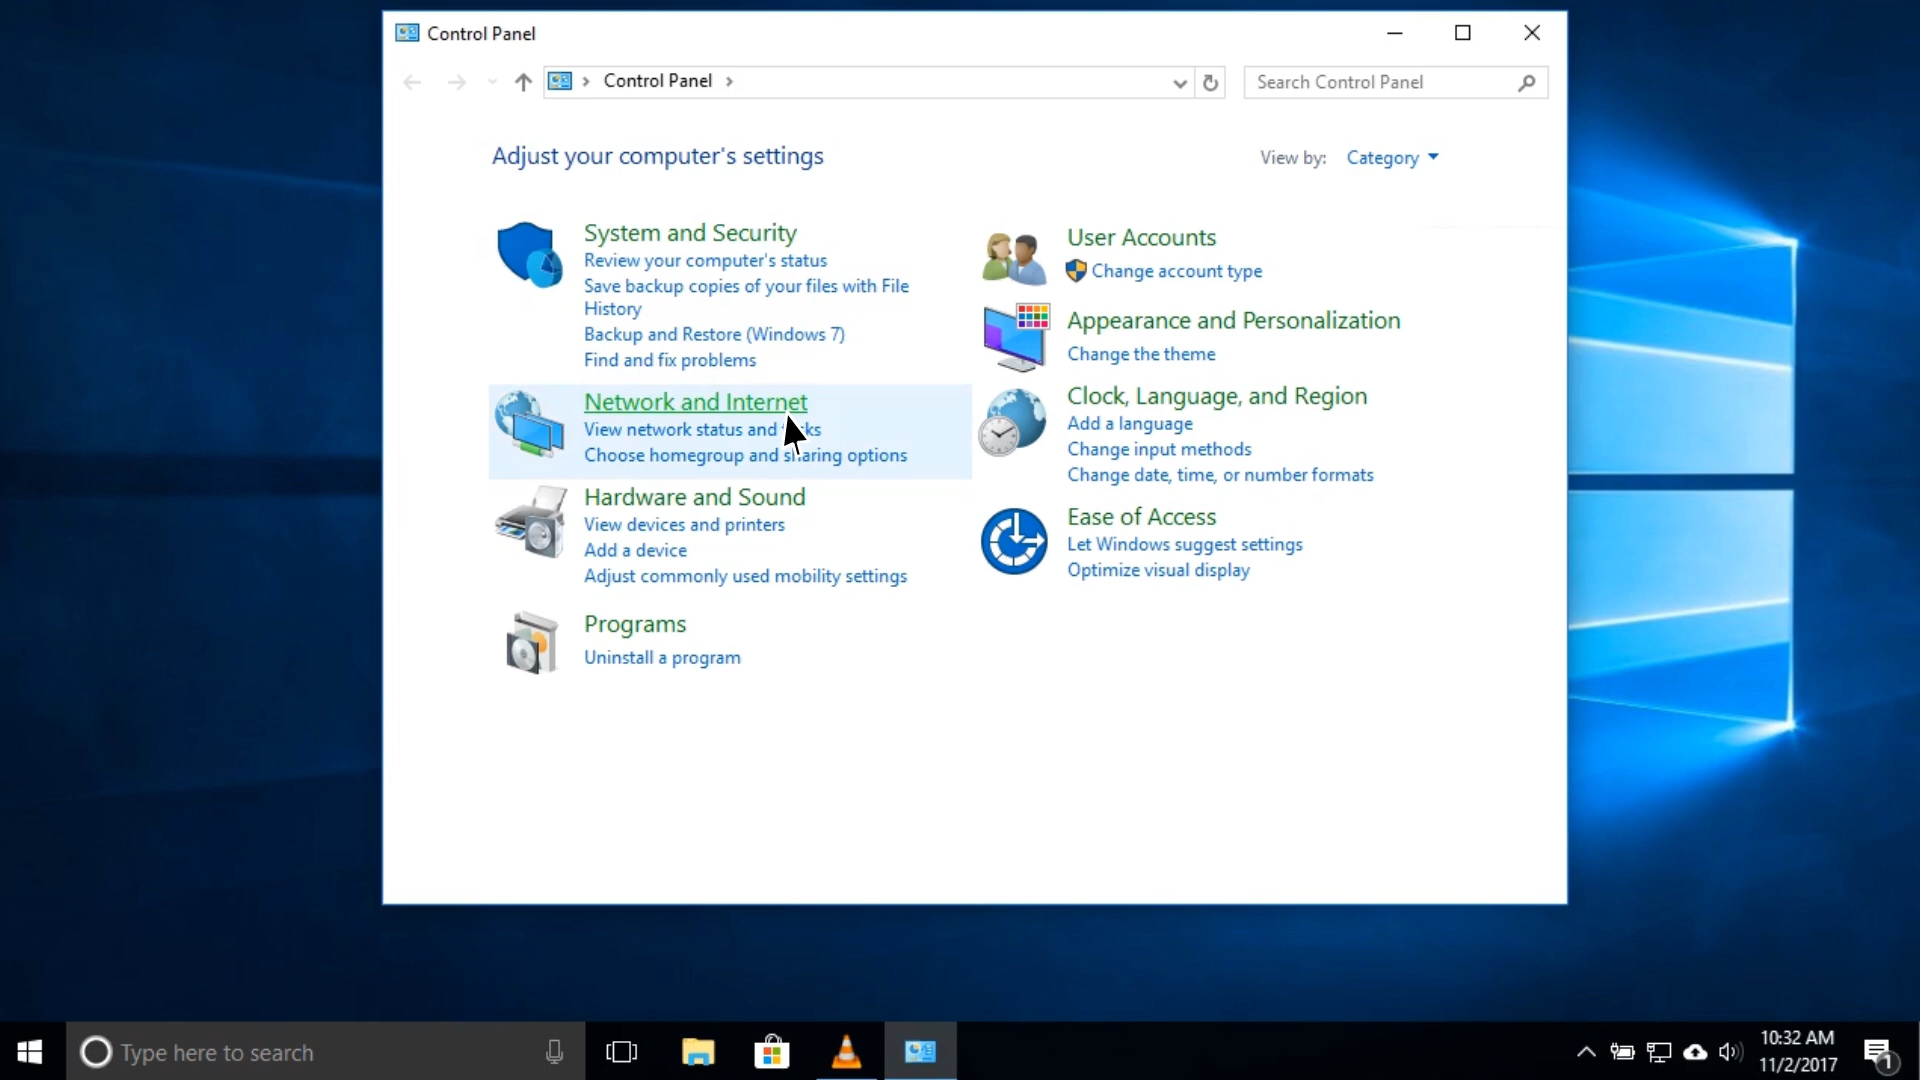 Control Panel
Control Panel
Search Control Panel
Adjust your computer's settings
View by: Category
System and Security
Review your computer's status
Save backup copies of your files with File
History
Backup and Restore (Windows 7)
Find and fix problems
Network and Internet
View network status and
Choose homegroup and sharing options
Hardware and Sound
View devices and printers
Add a device
Adjust commonly used mobility settings
Programs
Uninstall a program
User Accounts
Change account type
Appearance and Personalization
Change the theme
Clock, Language, and Region
Add a language
Change input methods
Change date, time, or number formats
Ease of Access
Let Windows suggest settings
Optimize visual display
Type here to search
10:32 AM
11/2/2017
1